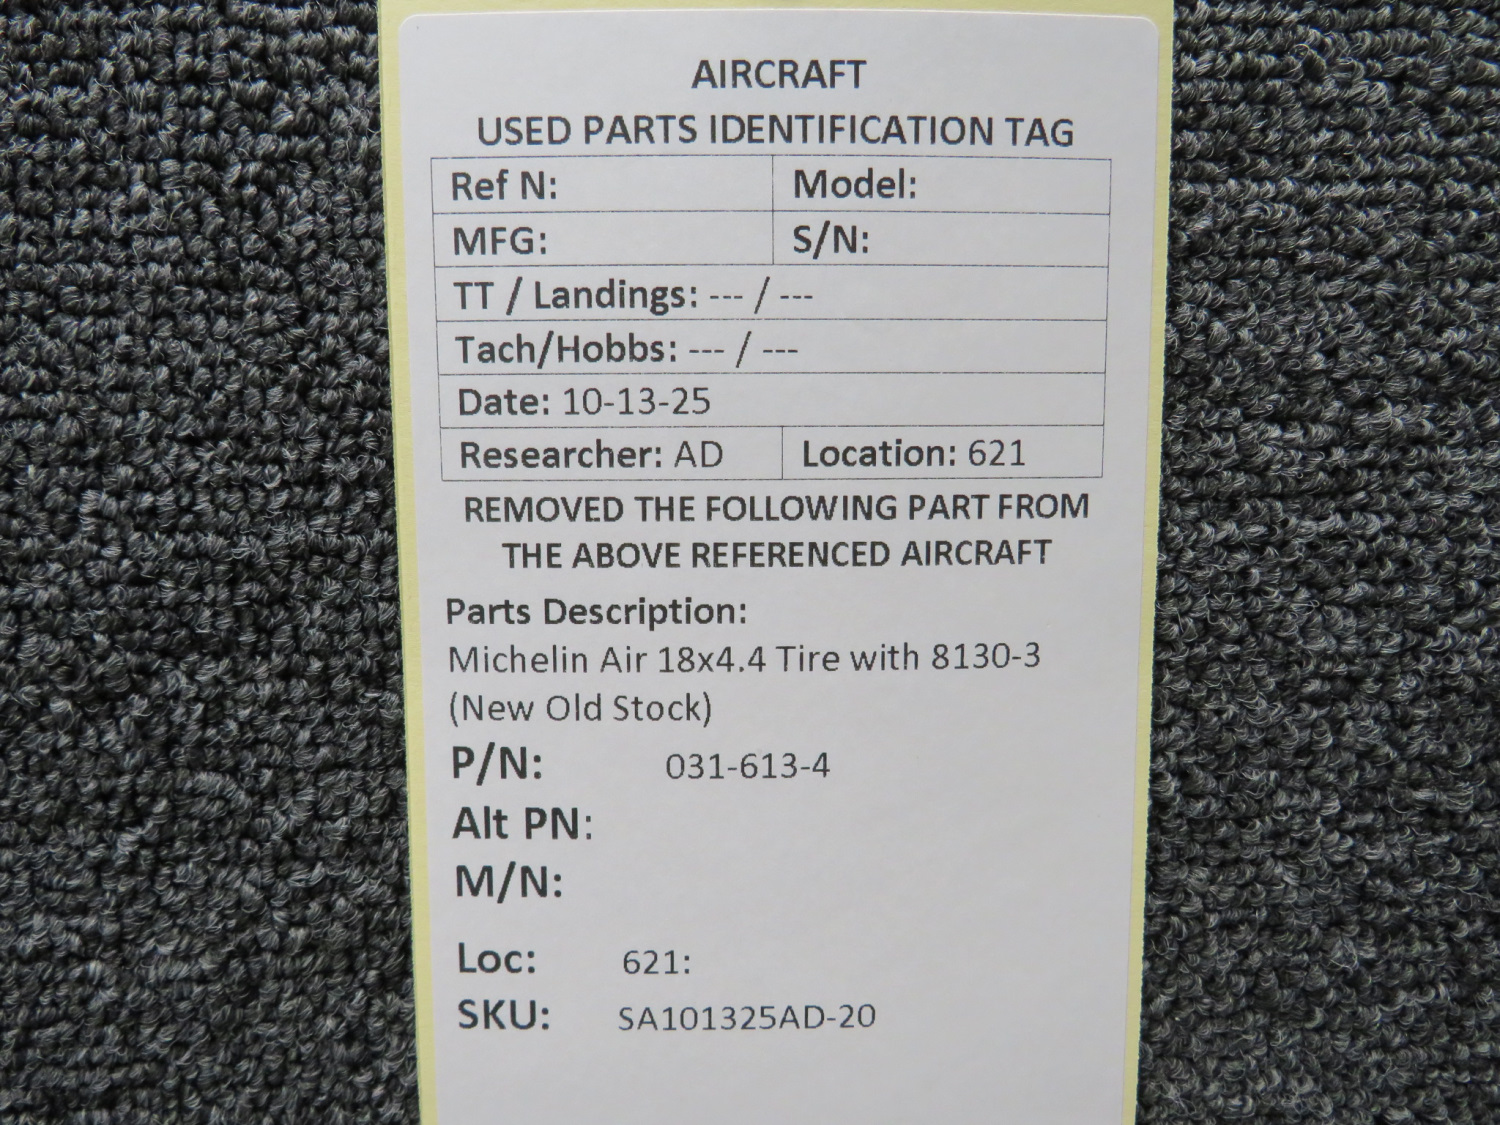 AIRCRAFT
USED PARTS IDENTIFICATION TAG
Ref N: Model:
MFG: S/N:
TT / Landings: --- / ---
Tach/Hobbs: --- / ---
Date: 10-13-25
Researcher: AD Location: 621
REMOVED THE FOLLOWING PART FROM
THE ABOVE REFERENCED AIRCRAFT
Parts Description:
Michelin Air 18x4.4 Tire with 8130-3
(New Old Stock)
P/N: 031-613-4
Alt PN:
M/N:
Loc: 621:
SKU: SA101325AD-20